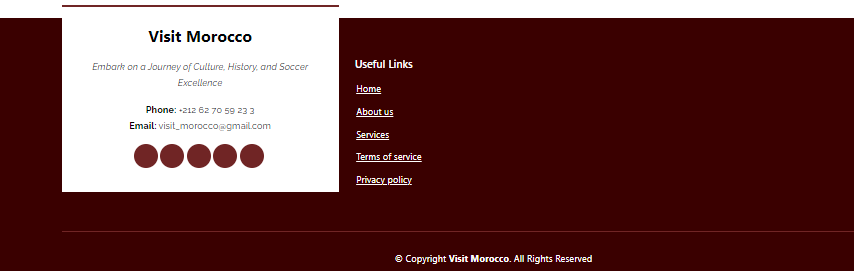 Visit Morocco
Embark on a Journey of Culture, History, and Soccer
Excellence
Phone: +212 62 70 59 23 3
Email: visit_morocco@gmail.com
Useful Links
Home
About us
Services
Terms of service
Privacy policy
© Copyright Visit Morocco. All Rights Reserved